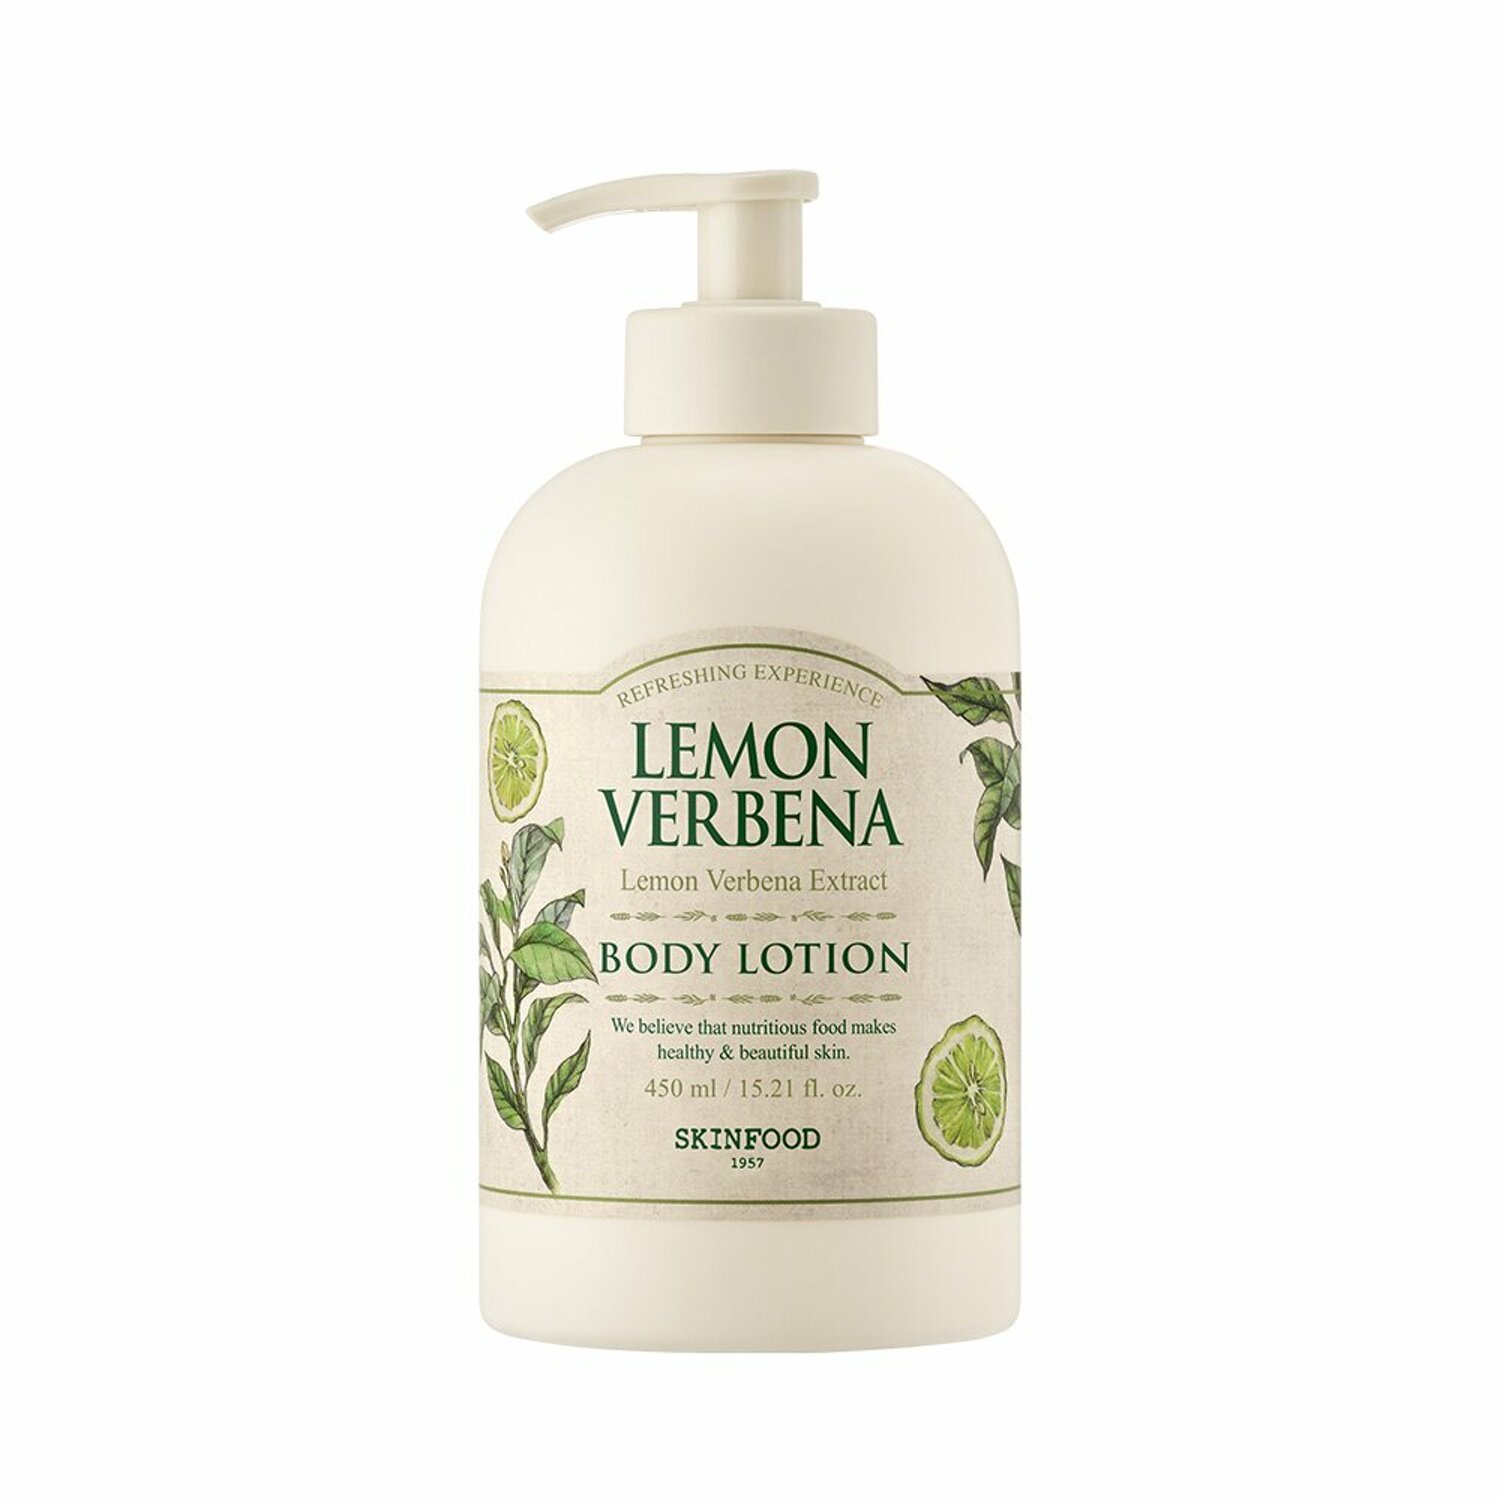 REFRESHING EXPERIENCE
LEMON
VERBENA
Lemon Verbena Extract
BODY LOTION
We believe that nutritious food makes
healthy & beautiful skin.
450 ml / 15.21 fl. oz.
SKINFOOD
1957